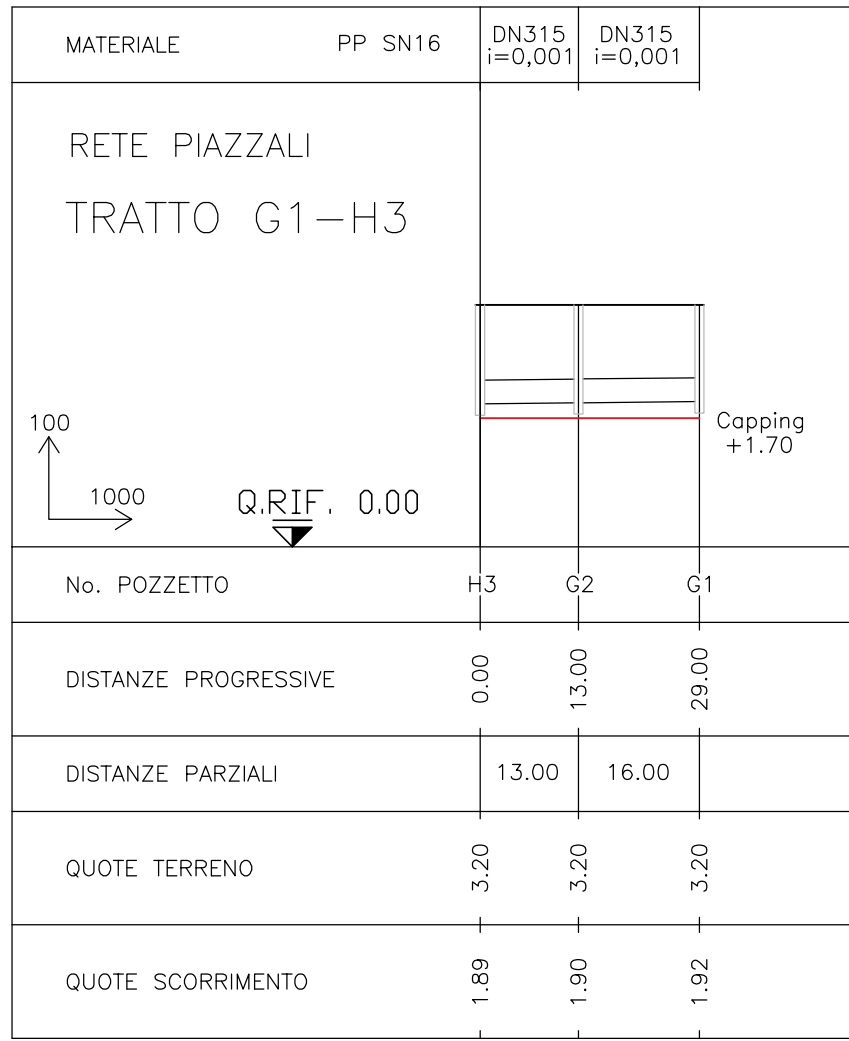 MATERIALE PP SN16 DN315 DN315
i=0,001 i=0,001
RETE PIAZZALI
TRATTO G1-H3
100
1000
Q.RIF. 0.00
Capping
+1.70
No. POZZETTO H3 G2 G1
DISTANZE PROGRESSIVE 0.00 13.00 29.00
DISTANZE PARZIALI 13.00 16.00
QUOTE TERRENO 3.20 3.20 3.20
QUOTE SCORRIMENTO 1.89 1.90 1.92